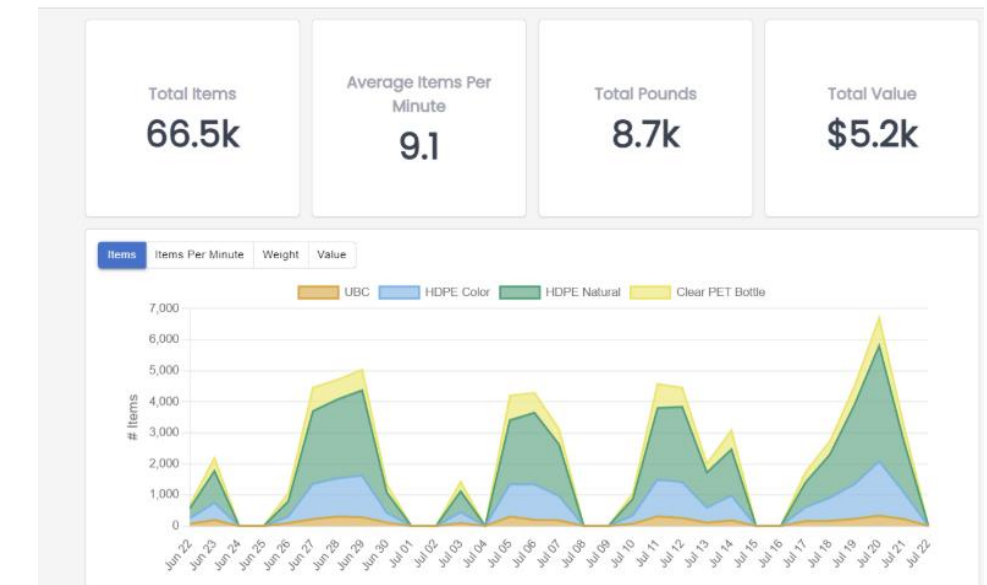 Total Items
66.5k
Average Items Per
Minute
9.1
Total Pounds
8.7k
Total Value
$5.2k
Items Items Per Minute Weight Value
UBC HDPE Color HDPE Natural Clear PET Bottle
7,000
6,000
5,000
4,000
3,000
2,000
1,000
0
# Items
Jun 22 Jun 23 Jun 24 Jun 25 Jun 26 Jun 27 Jun 28 Jun 29 Jun 30 Jul 01 Jul 02 Jul 03 Jul 04 Jul 05 Jul 06 Jul 07 Jul 08 Jul 09 Jul 10 Jul 11 Jul 12 Jul 13 Jul 14 Jul 15 Jul 16 Jul 17 Jul 18 Jul 19 Jul 20 Jul 21 Jul 22